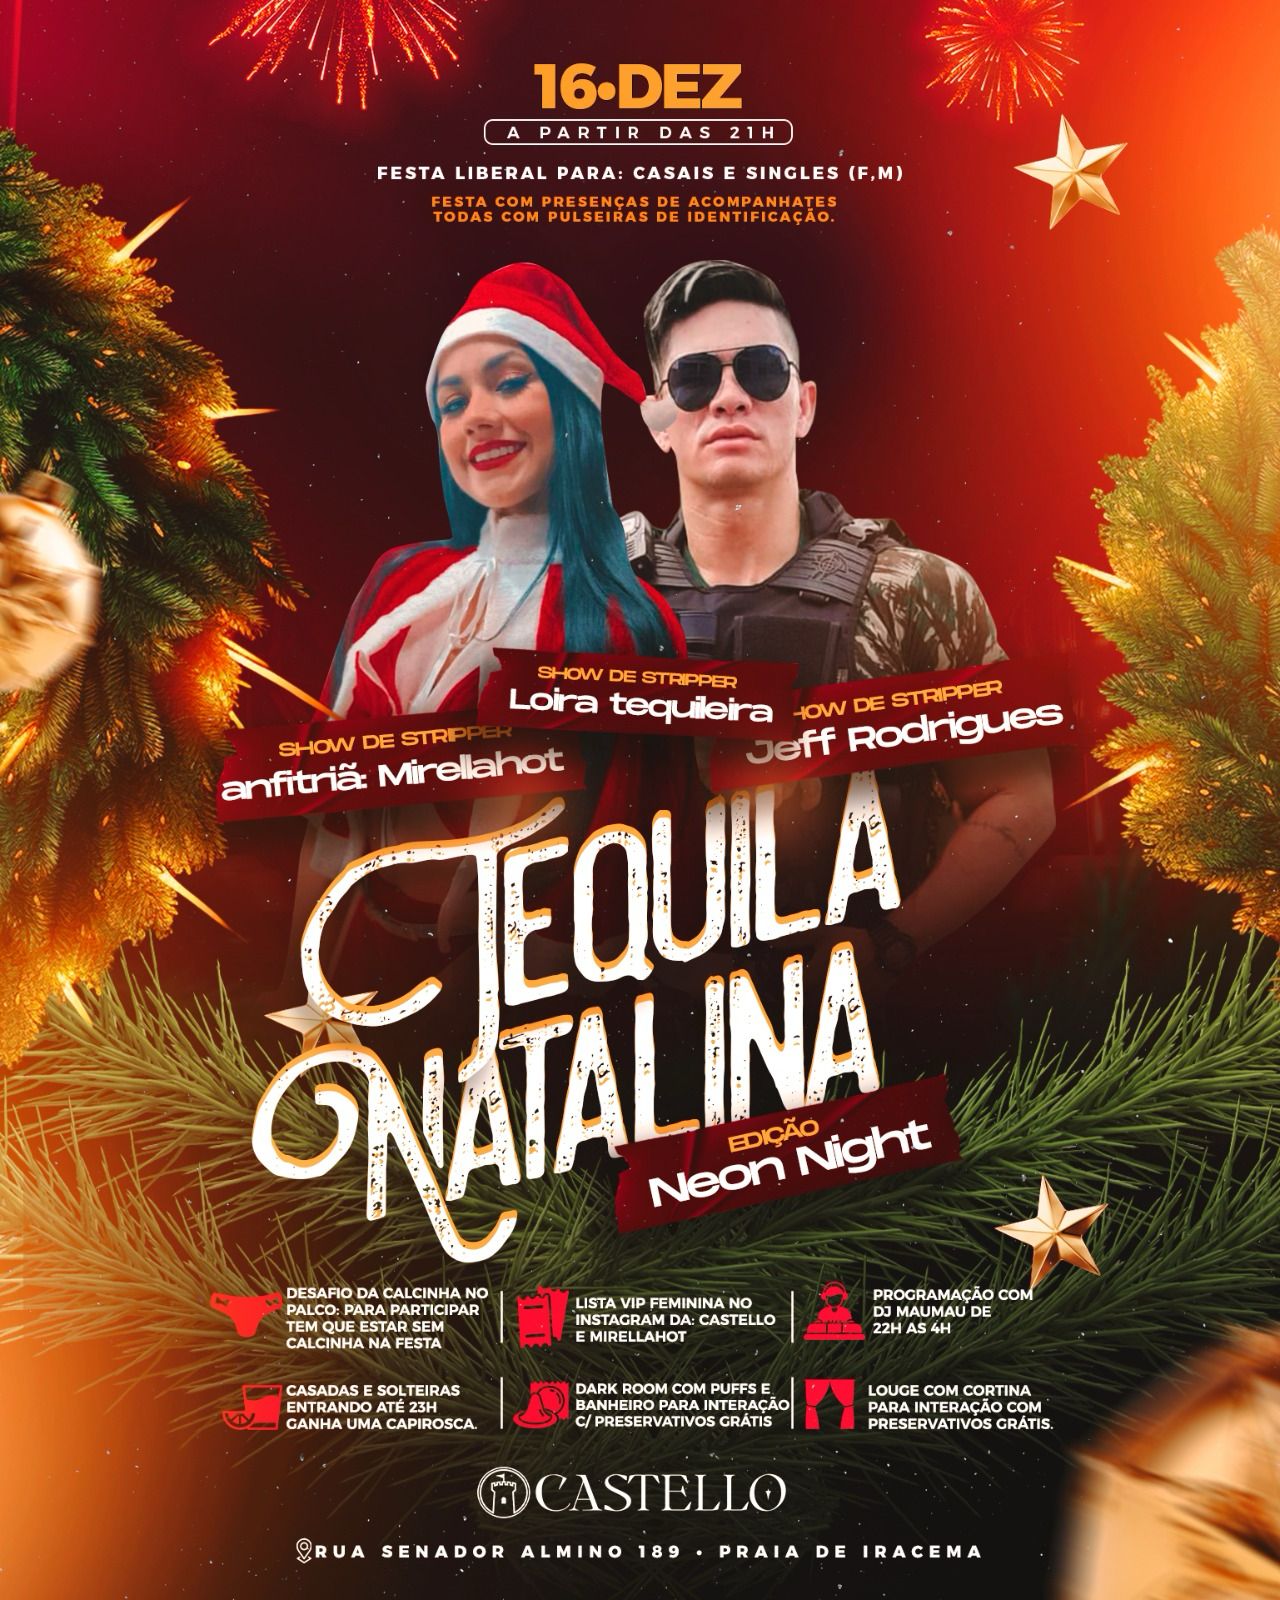 16•DEZ
A PARTIR DAS 21H
FESTA LIBERAL PARA: CASAIS E SINGLES (F,M)
FESTA COM PRESENÇAS DE ACOMPANHATES
TODAS COM PULSEIRAS DE IDENTIFICAÇÃO.
SHOW DE STRIPPER
Loira tequileira
SHOW DE STRIPPER
anfitriã: Mirellahot
HOW DE STRIPPER
Jeff Rodrigues
TEQUILA
NATALINA
EDIÇÃO
Neon Night
DESAFIO DA CALCINHA NO
PALCO: PARA PARTICIPAR
TEM QUE ESTAR SEM
CALCINHA NA FESTA
LISTA VIP FEMININA NO
INSTAGRAM DA: CASTELLO
E MIRELLAHOT
PROGRAMAÇÃO COM
DJ MAUMAU DE
22H AS 4H
CASADAS E SOLTEIRAS
ENTRANDO ATÉ 23H
GANHA UMA CAPIROSCA.
DARK ROOM COM PUFFS E
BANHEIRO PARA INTERAÇÃO
C/ PRESERVATIVOS GRÁTIS
LOUGE COM CORTINA
PARA INTERAÇÃO COM
PRESERVATIVOS GRÁTIS.
CASTELLO
RUA SENADOR ALMINO 189 • PRAIA DE IRACEMA